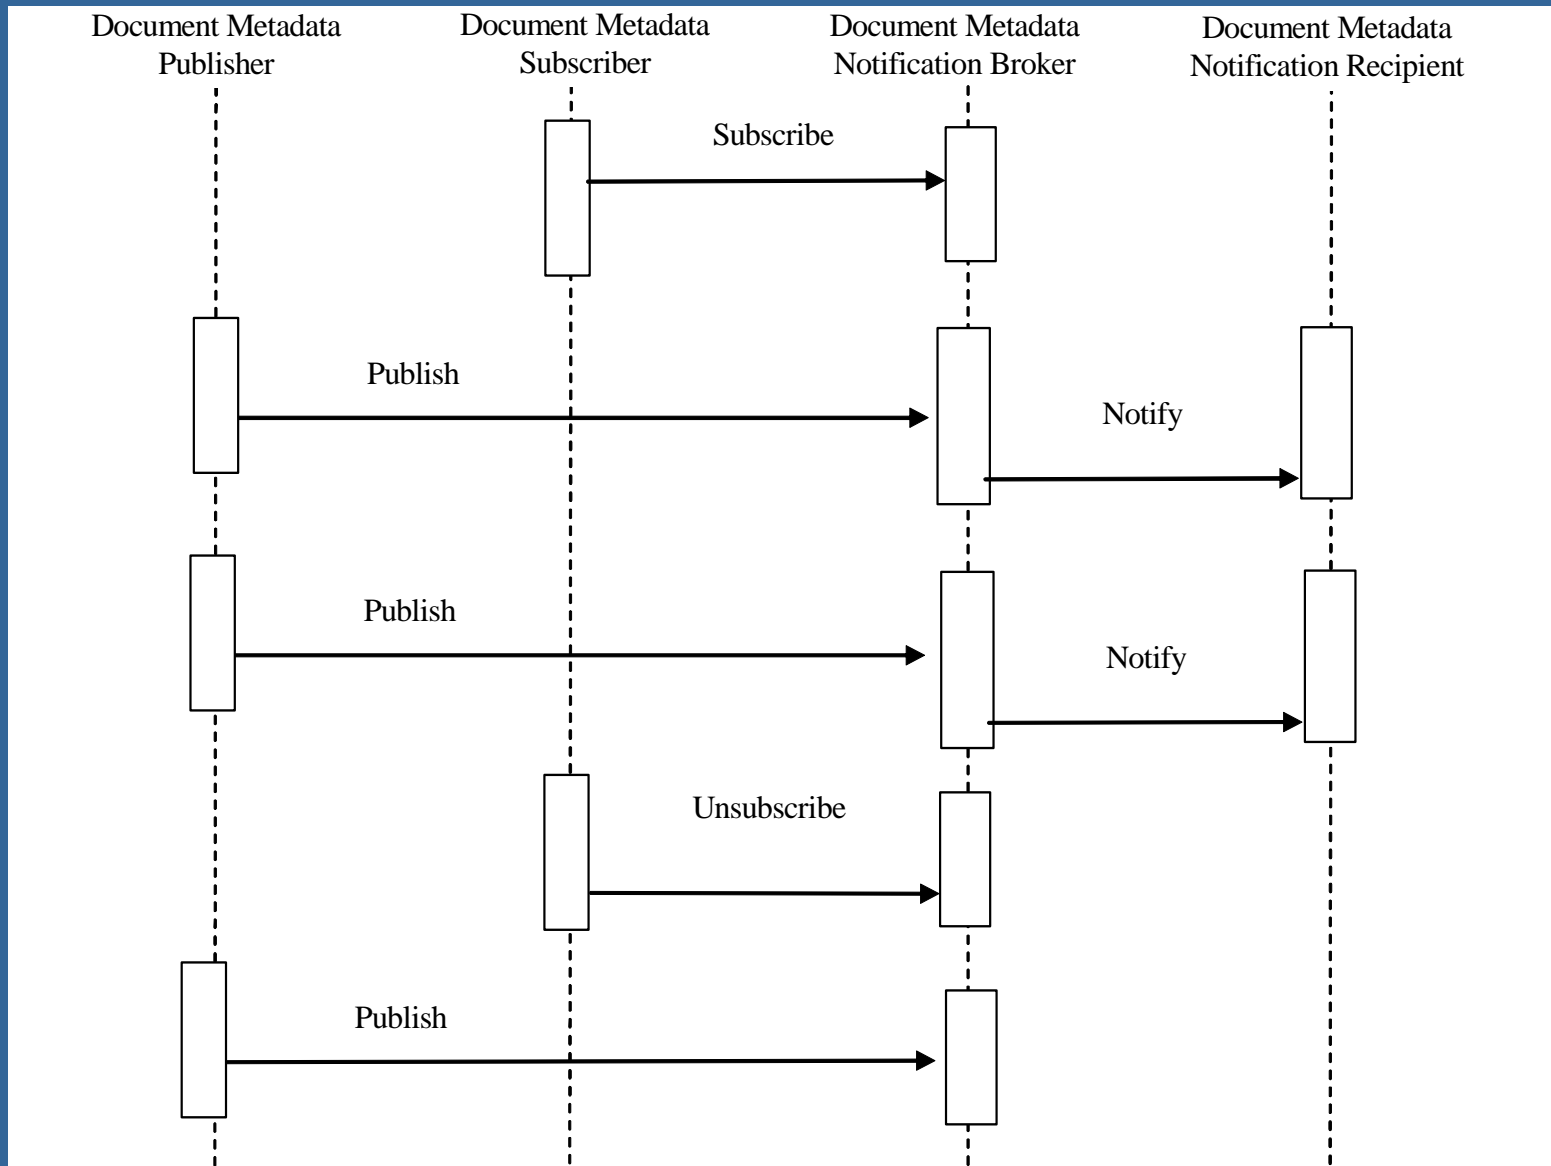 Document Metadata
Publisher
Document Metadata
Subscriber
Document Metadata
Notification Broker
Document Metadata
Notification Recipient
Subscribe
Publish
Notify
Publish
Notify
Unsubscribe
Publish